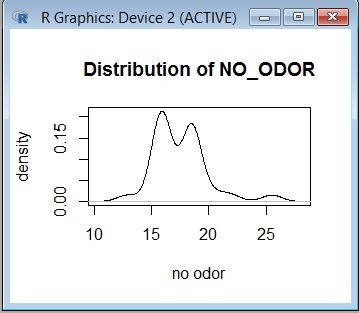 R Graphics: Device 2 (ACTIVE)
Distribution of NO_ODOR
density
0.15
0.00
10 15 20 25
no odor